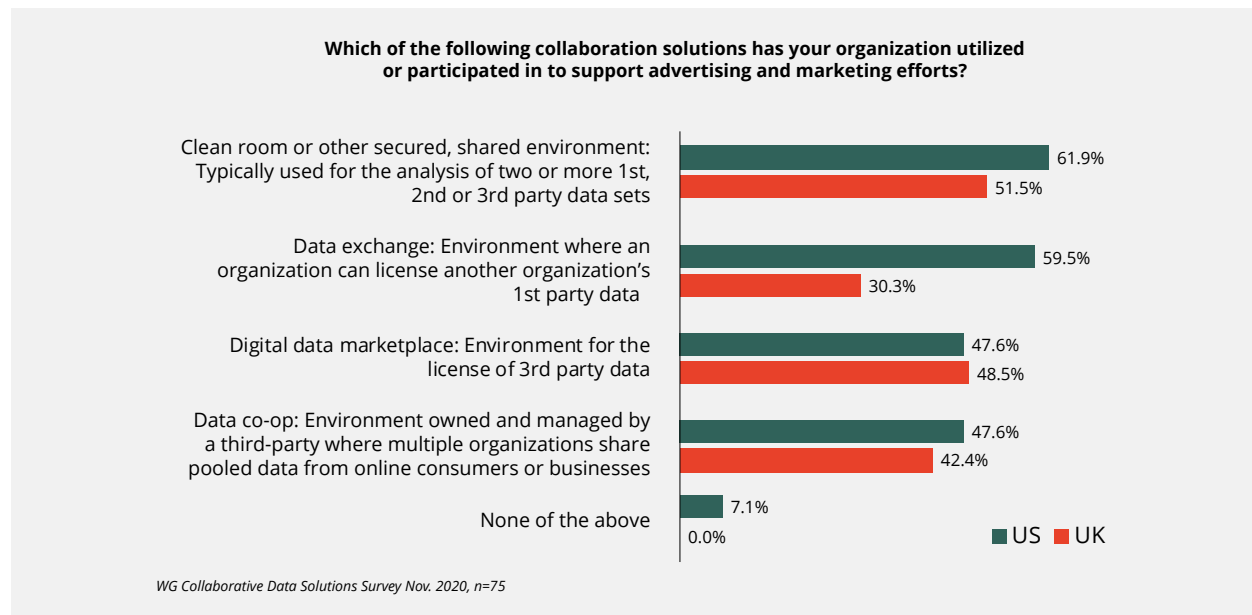 Which of the following collaboration solutions has your organization utilized
or participated in to support advertising and marketing efforts?
Clean room or other secured, shared environment:
Typically used for the analysis of two or more 1st,
2nd or 3rd party data sets
61.9%
51.5%
Data exchange: Environment where an
organization can license another organization’s
1st party data
59.5%
30.3%
Digital data marketplace: Environment for the
license of 3rd party data
47.6%
48.5%
Data co-op: Environment owned and managed by
a third-party where multiple organizations share
pooled data from online consumers or businesses
47.6%
42.4%
None of the above
7.1%
0.0%
US UK
WG Collaborative Data Solutions Survey Nov. 2020, n=75